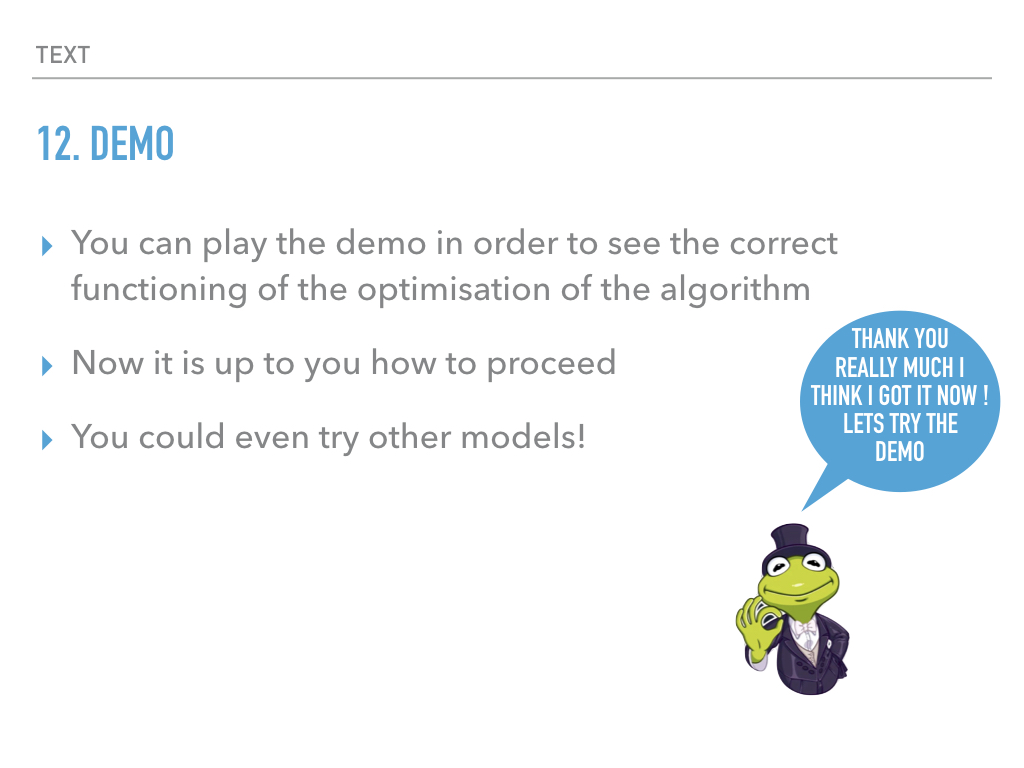 TEXT
12. DEMO
You can play the demo in order to see the correct
functioning of the optimisation of the algorithm
Now it is up to you how to proceed
You could even try other models!
THANK YOU
REALLY MUCH I
THINK I GOT IT NOW !
LETS TRY THE
DEMO